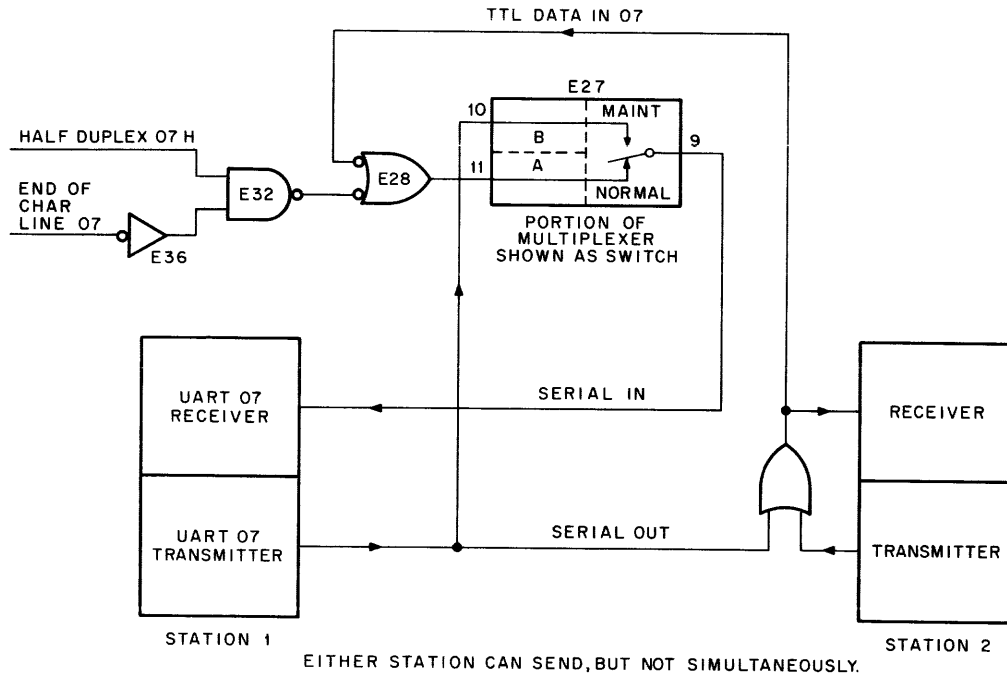 TTL DATA IN 07
E27
10
MAINT
B
A
9
11
NORMAL
HALF DUPLEX 07 H
E32
E28
END OF
CHAR
LINE 07
E36
PORTION OF
MULTIPLEXER
SHOWN AS SWITCH
UART 07
RECEIVER
SERIAL IN
RECEIVER
UART 07
TRANSMITTER
SERIAL OUT
TRANSMITTER
STATION 1
STATION 2
EITHER STATION CAN SEND, BUT NOT SIMULTANEOUSLY.